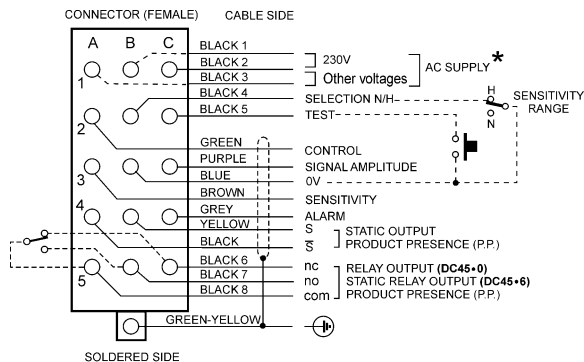 CONNECTOR (FEMALE) CABLE SIDE
A B C
BLACK 1
BLACK 2 230V
AC SUPPLY *
1 BLACK 3 Other voltages
BLACK 4 SELECTION N/H H SENSITIVITY RANGE
BLACK 5 TEST N
2
GREEN CONTROL
PURPLE SIGNAL AMPLITUDE
BLUE 0V
3
BROWN SENSITIVITY
GREY ALARM
4
YELLOW S STATIC OUTPUT
BLACK S̅ PRODUCT PRESENCE (P.P.)
BLACK 6 nc RELAY OUTPUT (DC45•0)
BLACK 7 no STATIC RELAY OUTPUT (DC45•6)
5
BLACK 8 com PRODUCT PRESENCE (P.P.)
GREEN-YELLOW
SOLDERED SIDE